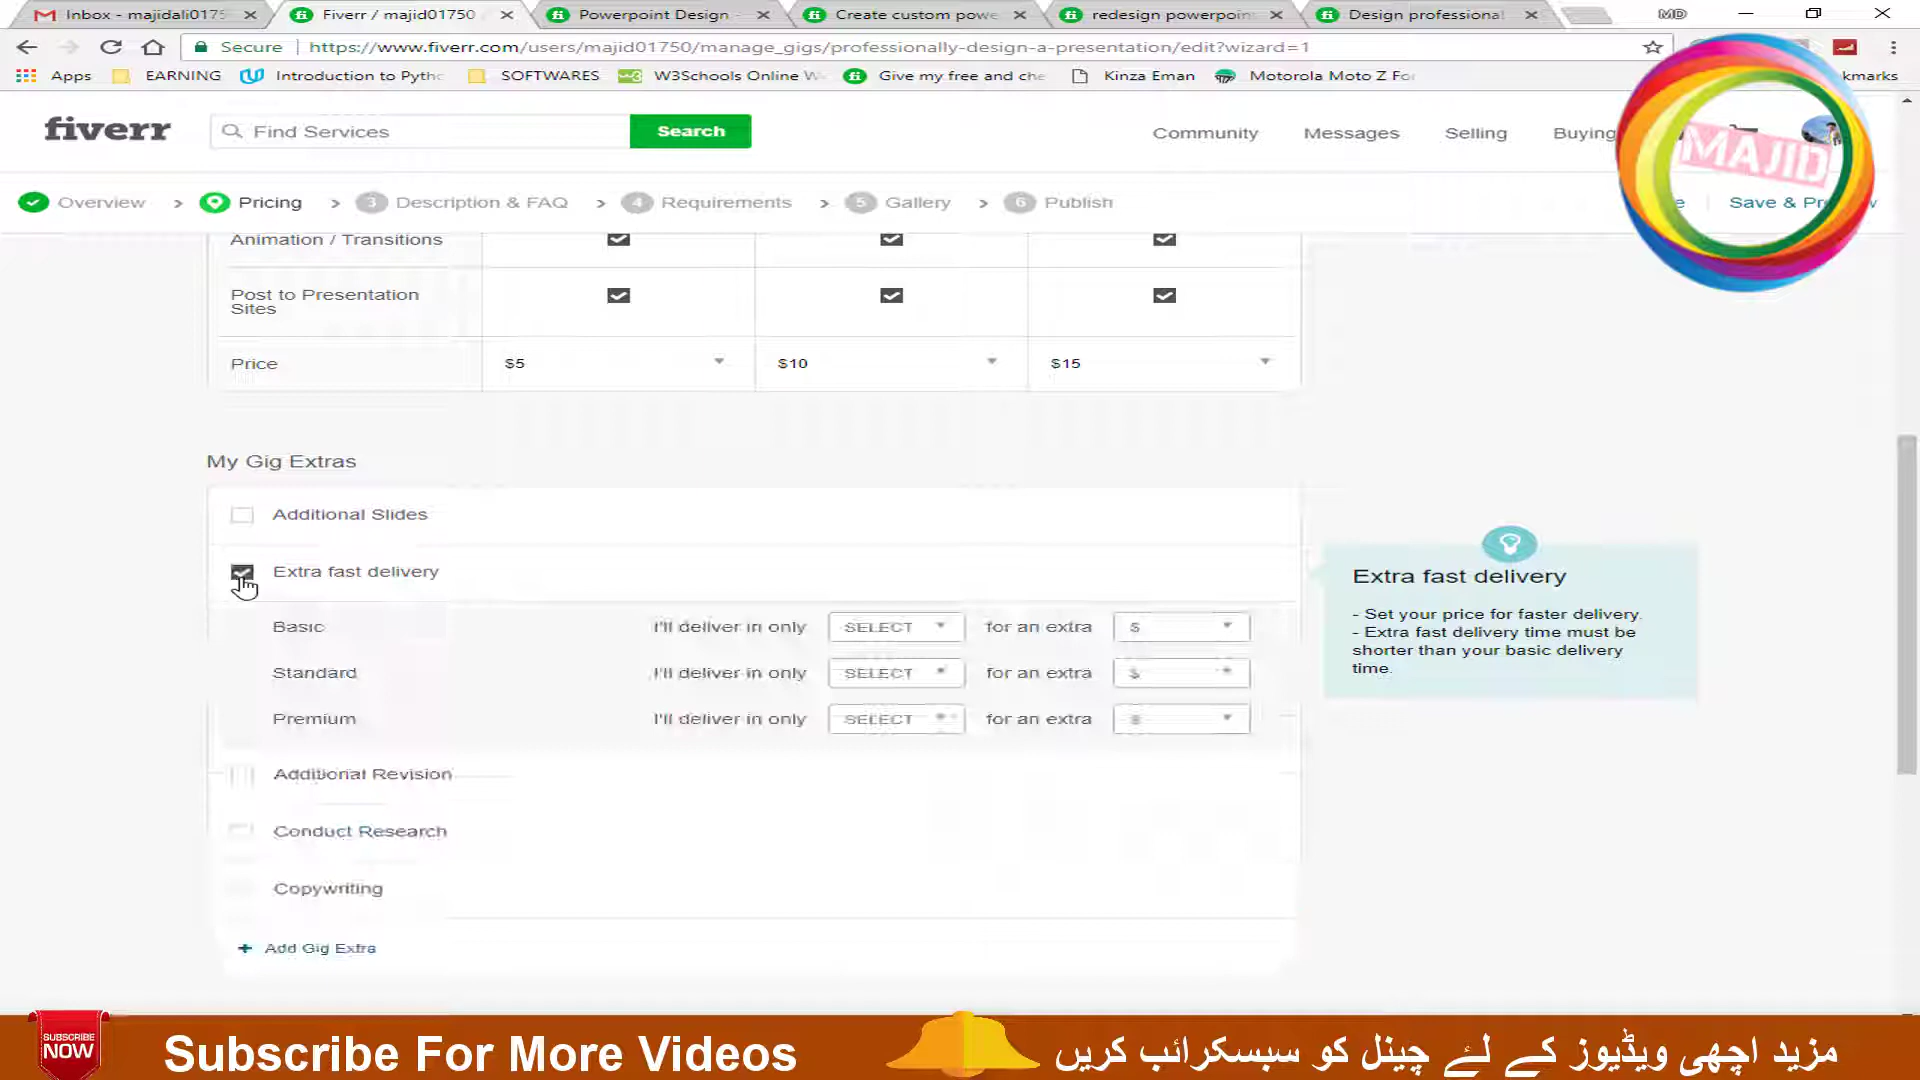 Inbox - majidali0175
Fiverr / majid01750
Powerpoint Design -
Create custom powe
redesign powerpoin
Design professional
MD
Secure
https://www.fiverr.com/users/majid01750/manage_gigs/professionally-design-a-presentation/edit?wizard=1
Apps
EARNING
Introduction to Pytho
SOFTWARES
W3Schools Online W
Give my free and che
Kinza Eman
Motorola Moto Z Fo
kmarks
fiverr
Find Services
Search
Community
Messages
Selling
Buying
MAJID
Overview
Pricing
3 Description & FAQ
4 Requirements
5 Gallery
6 Publish
e
Save & Pr w
Animation / Transitions
Post to Presentation
Sites
Price
$5
$10
$15
My Gig Extras
Additional Slides
Extra fast delivery
Basic I'll deliver in only SELECT for an extra $
Standard I'll deliver in only SELECT for an extra $
Premium I'll deliver in only SELECT for an extra $
Additional Revision
Conduct Research
Copywriting
+ Add Gig Extra
Extra fast delivery
- Set your price for faster delivery.
- Extra fast delivery time must be
shorter than your basic delivery
time.
SUBSCRIBE
NOW
Subscribe For More Videos
مزید اچھی ویڈیوز کے لئے چینل کو سبسکرائب کریں